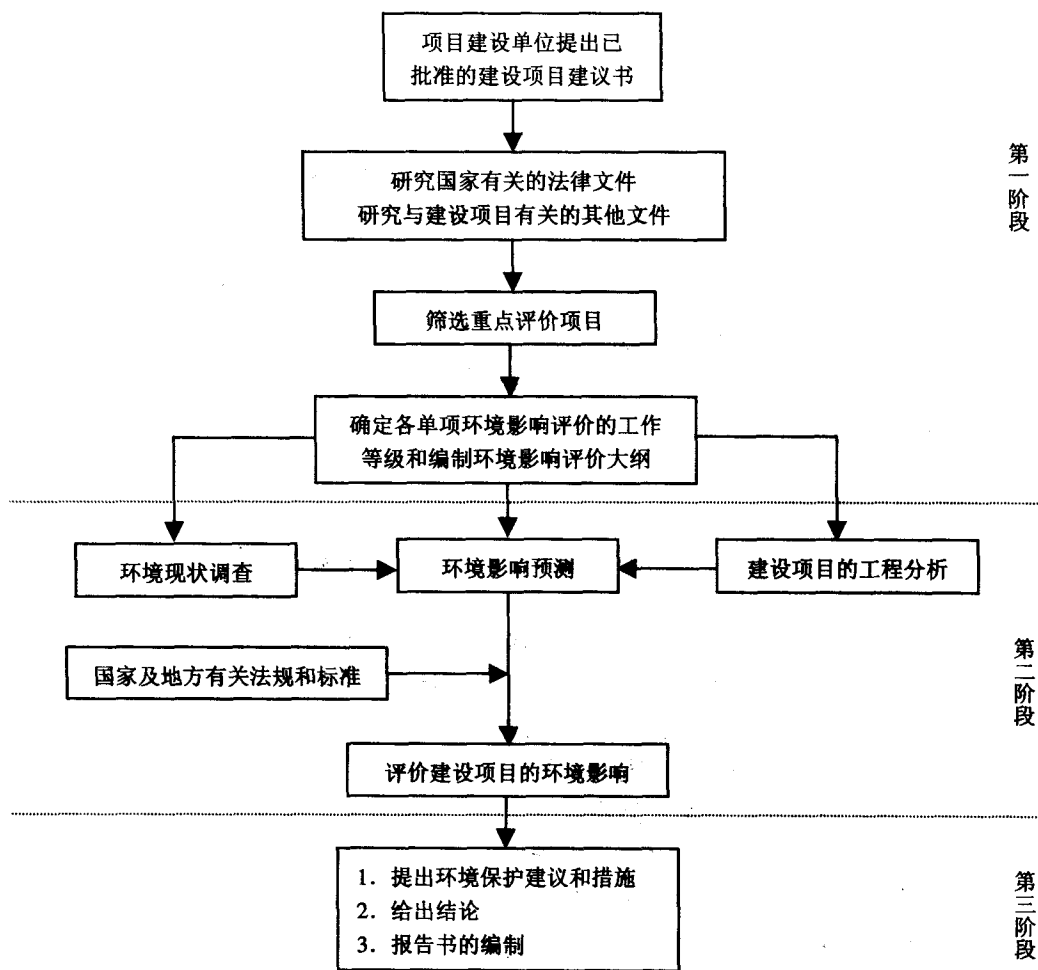 项目建设单位提出已
批准的建设项目建议书
研究国家有关的法律文件
研究与建设项目有关的其他文件
第一阶段
筛选重点评价项目
确定各单项环境影响评价的工作
等级和编制环境影响评价大纲
环境现状调查
环境影响预测
建设项目的工程分析
国家及地方有关法规和标准
第二阶段
评价建设项目的环境影响
1. 提出环境保护建议和措施
2. 给出结论
3. 报告书的编制
第三阶段